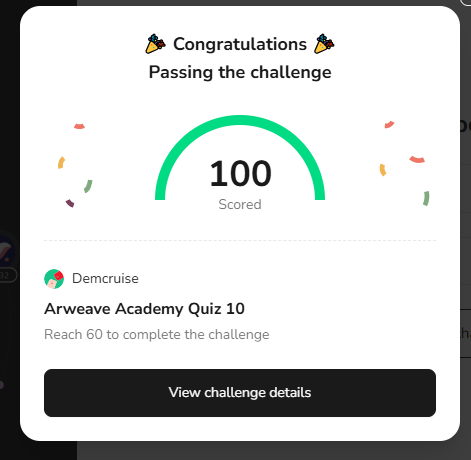 Congratulations
Passing the challenge
100
Scored
Demcruise
Arweave Academy Quiz 10
Reach 60 to complete the challenge
View challenge details